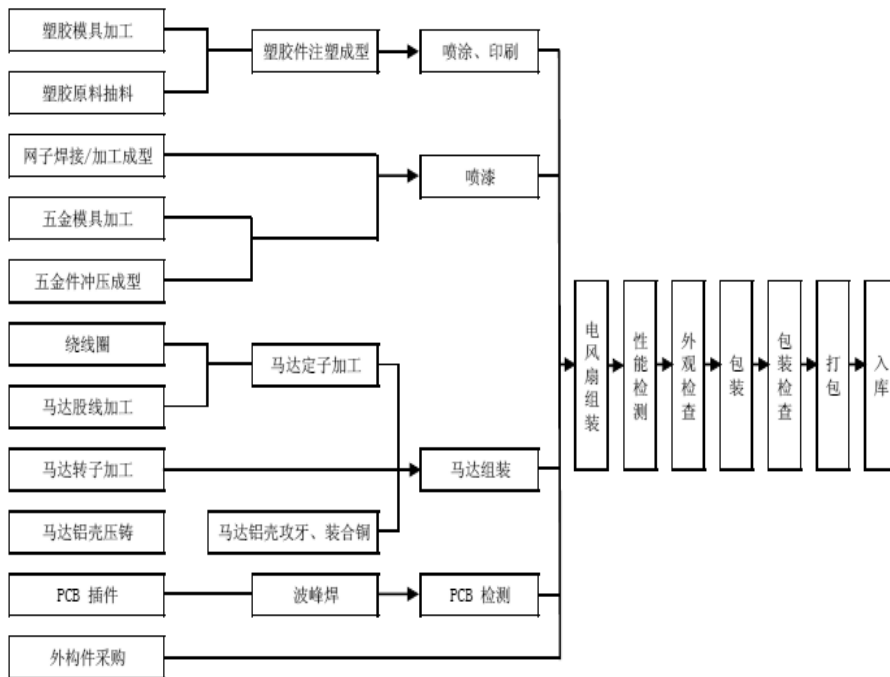 塑胶模具加工
塑胶件注塑成型
喷涂、印刷
塑胶原料抽料
网子焊接/加工成型
喷漆
五金模具加工
五金件冲压成型
绕线圈
马达定子加工
马达股线加工
马达转子加工
马达组装
马达铝壳压铸
马达铝壳攻牙、装合铜
PCB 插件
波峰焊
PCB 检测
外构件采购
电风扇组装
性能检测
外观检查
包装
包装检查
打包
入库